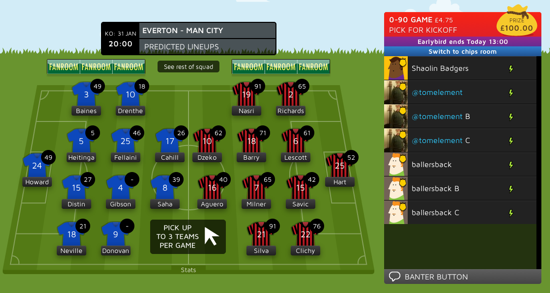 KO: 31 JAN
20:00
EVERTON - MAN CITY
PREDICTED LINEUPS
0-90 GAME £4.75
PICK FOR KICKOFF
PRIZE
£100.00
Earlybird ends Today 13:00
Switch to chips room
FANROOM FANROOM FANROOM
See rest of squad
FANROOM FANROOM FANROOM
3 49
Baines
10 18
Drenthe
19 91
Nasri
2 65
Richards
5 5
Heitinga
25 46
Fellaini
17 26
Cahill
10 62
Dzeko
18 71
Barry
6 61
Lescott
24 49
Howard
25 52
Hart
15 27
Distin
4 -
Gibson
8 39
Saha
16 40
Aguero
7 65
Milner
15 42
Savic
18 21
Neville
9 -
Donovan
PICK UP
TO 3 TEAMS
PER GAME
21 91
Silva
22 76
Clichy
Stats
Shaolin Badgers
@tomelement
@tomelement B
@tomelement C
ballersback
ballersback B
ballersback C
BANTER BUTTON